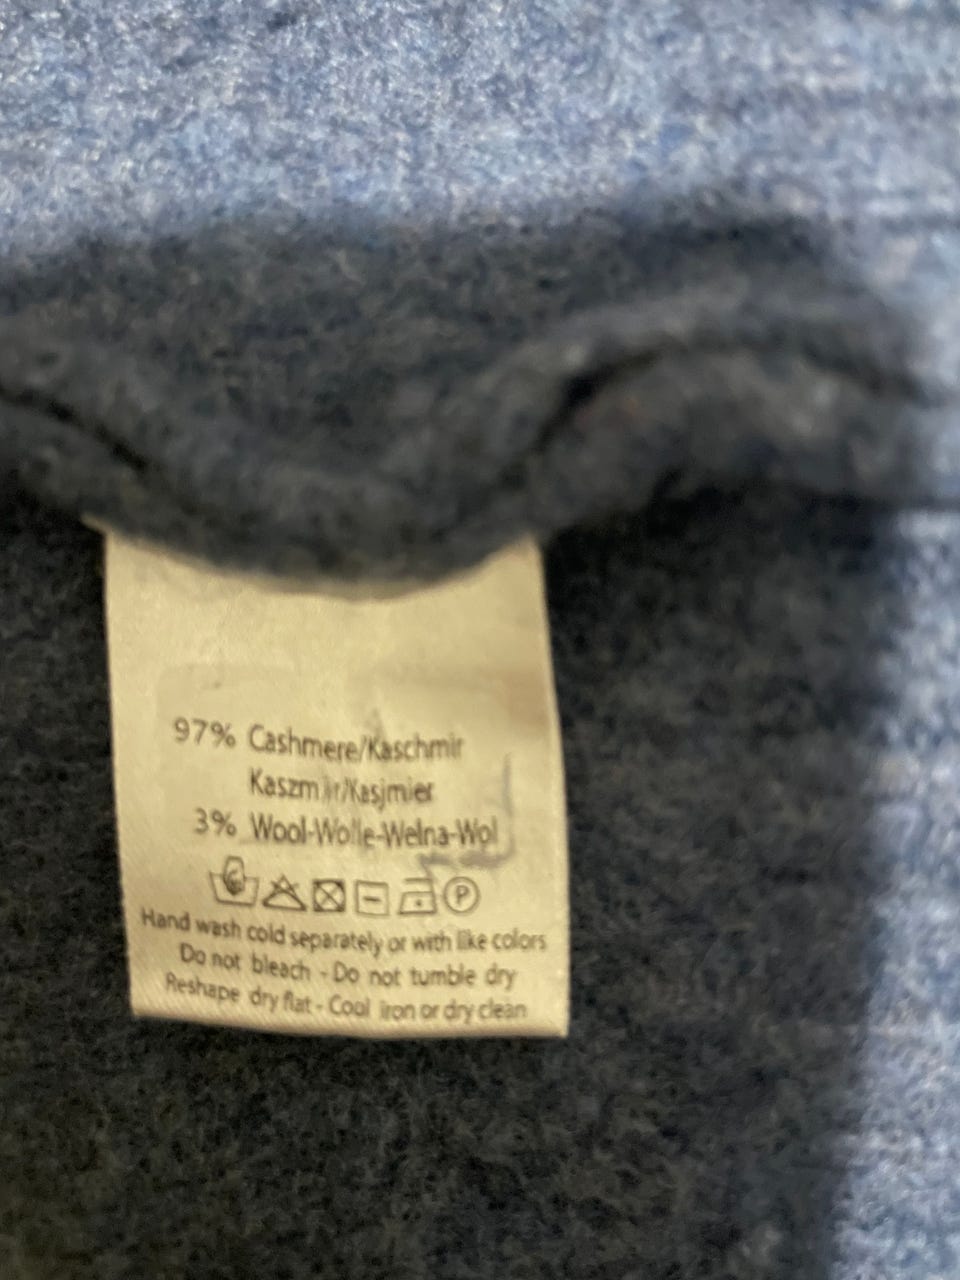 97% Cashmere/Kaschmir
Kaszmir/Kasjmier
3% Wool-Wolle-Welna-Wol
P
Hand wash cold separately or with like colors
Do not bleach - Do not tumble dry
Reshape dry flat - Cool iron or dry clean